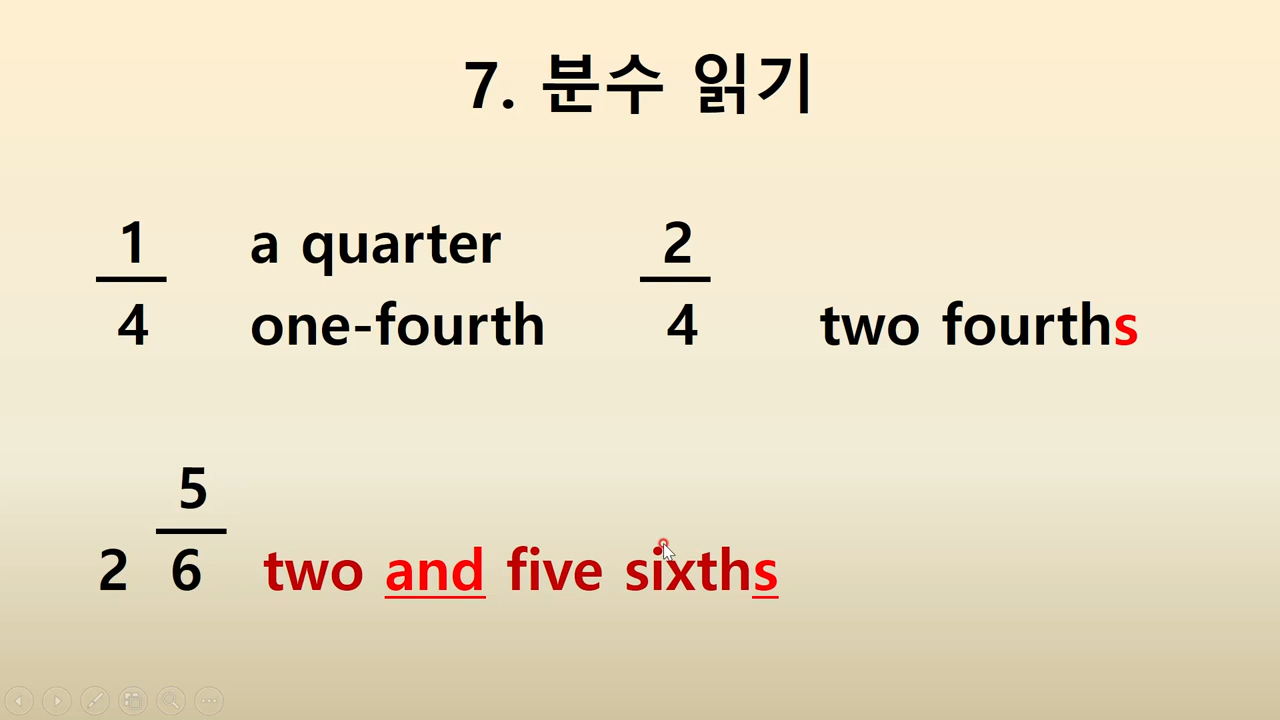 7. 분수 읽기
1 a quarter 2
4 one-fourth 4 two fourths
5
2 6 two and five sixths